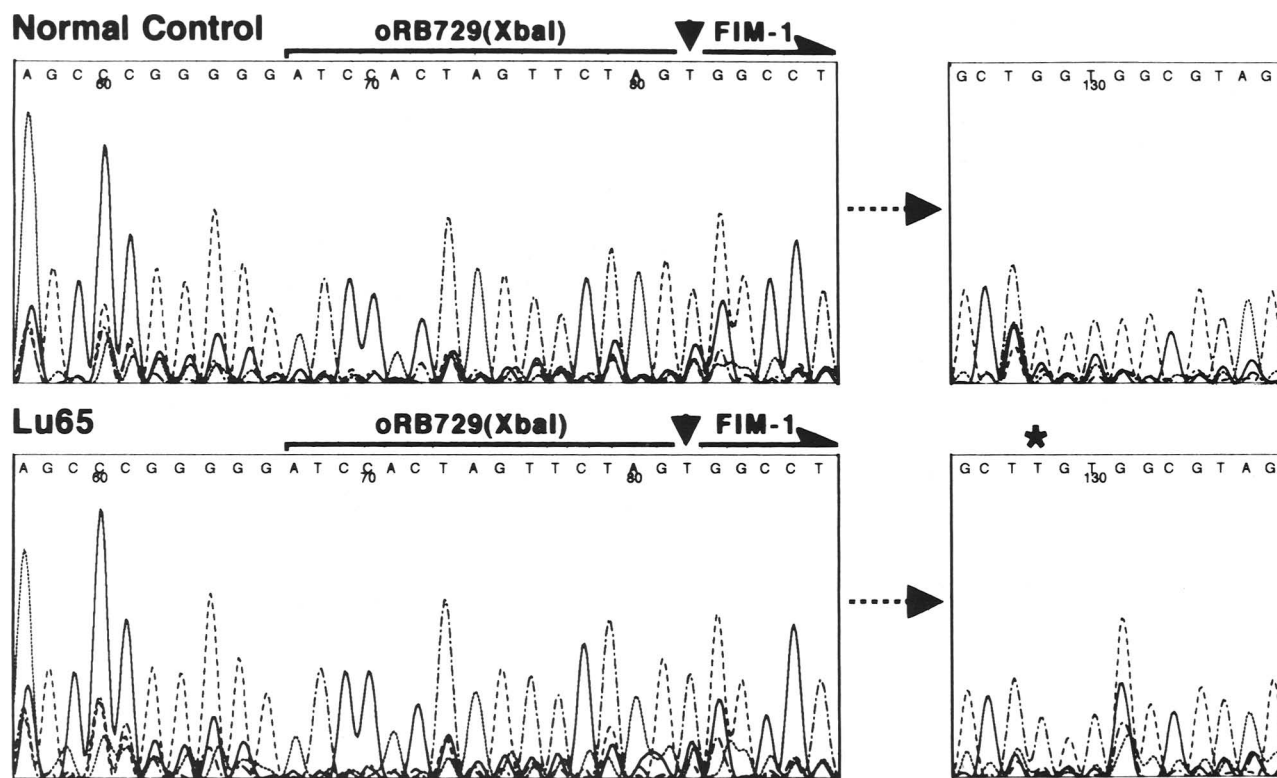 Normal Control
oRB729(XbaI) FIM-1
A G C C C G G G G G A T C C A C T A G T T C T A G T G G C C T
60 70 80
G C T G G T G G C G T A G
130
Lu65
oRB729(XbaI) FIM-1
*
A G C C C G G G G G A T C C A C T A G T T C T A G T G G C C T
60 70 80
G C T T G T G G C G T A G
130